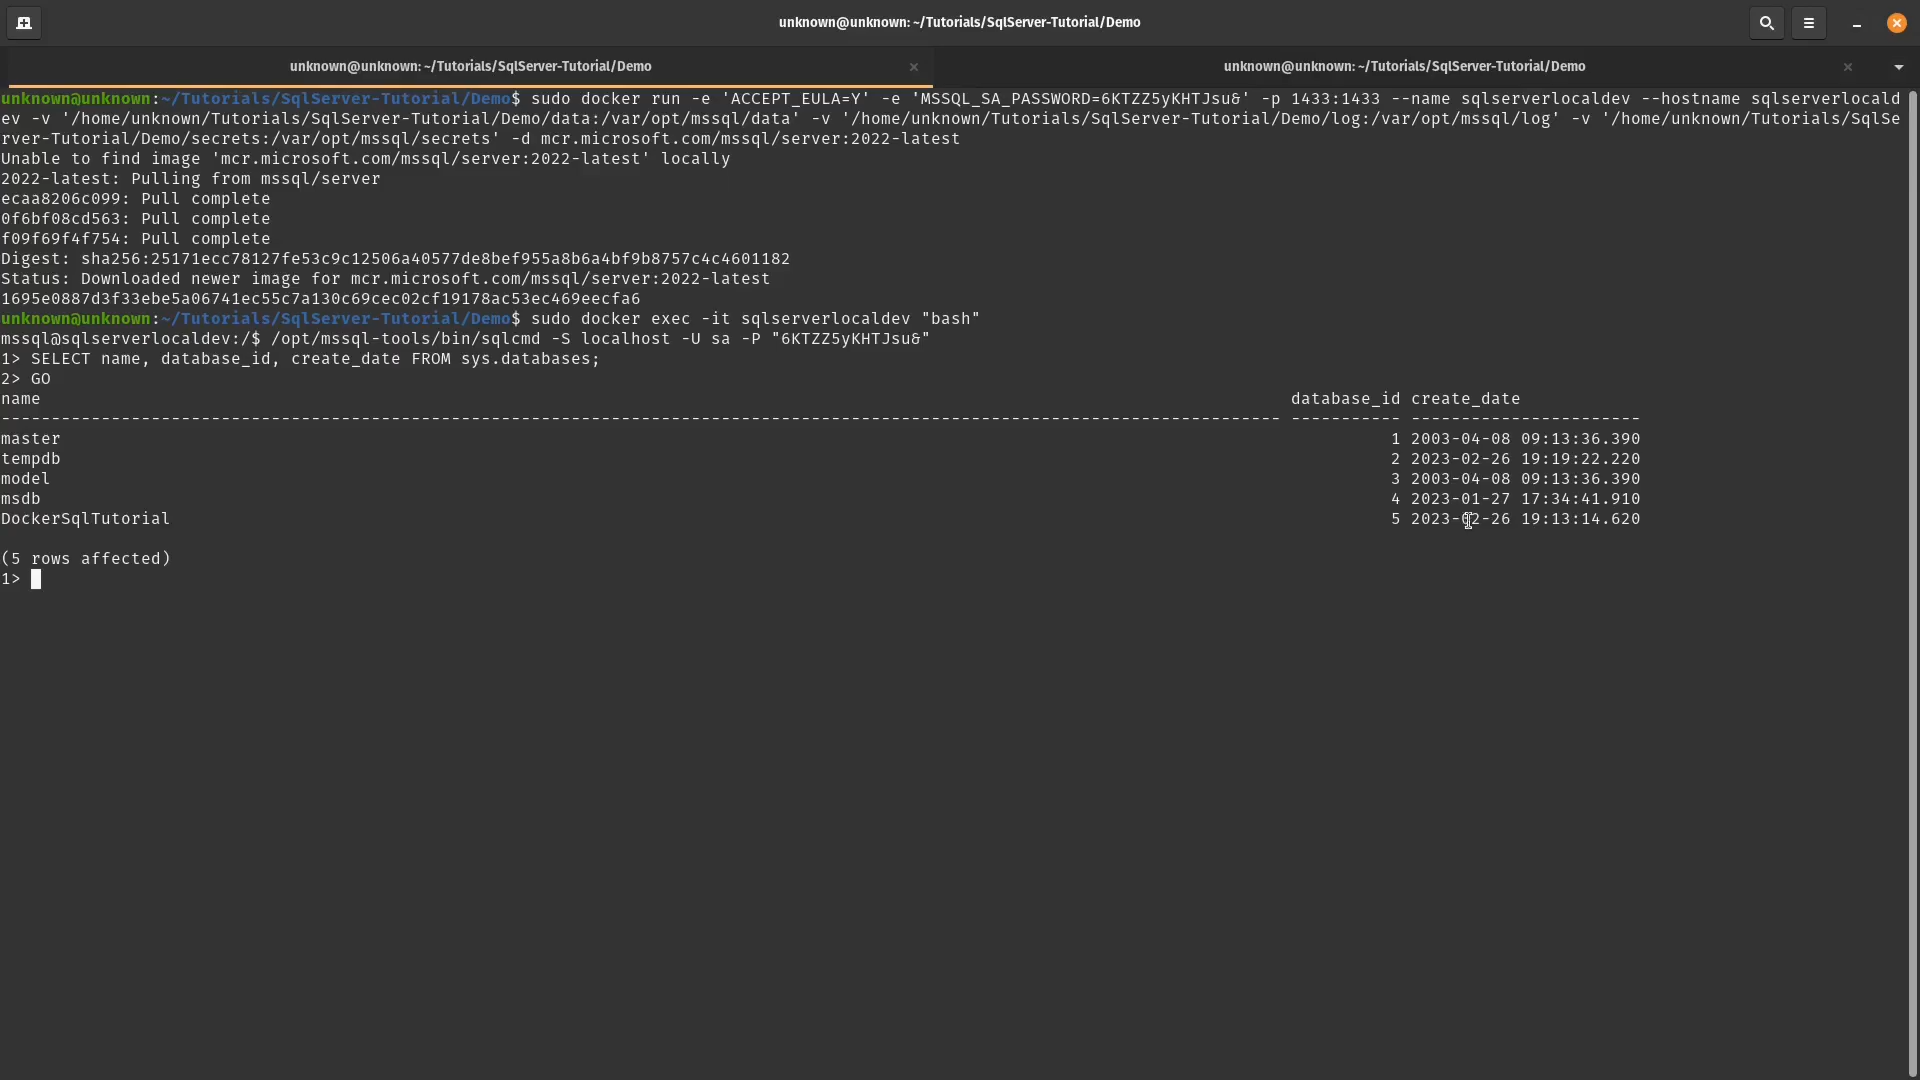 unknown@unknown: ~/Tutorials/SqlServer-Tutorial/Demo
unknown@unknown: ~/Tutorials/SqlServer-Tutorial/Demo
unknown@unknown: ~/Tutorials/SqlServer-Tutorial/Demo
unknown@unknown:~/Tutorials/SqlServer-Tutorial/Demo$ sudo docker run -e 'ACCEPT_EULA=Y' -e 'MSSQL_SA_PASSWORD=6KTZZ5yKHTJsu&' -p 1433:1433 --name sqlserverlocaldev --hostname sqlserverlocald
ev -v '/home/unknown/Tutorials/SqlServer-Tutorial/Demo/data:/var/opt/mssql/data' -v '/home/unknown/Tutorials/SqlServer-Tutorial/Demo/log:/var/opt/mssql/log' -v '/home/unknown/Tutorials/SqlSe
rver-Tutorial/Demo/secrets:/var/opt/mssql/secrets' -d mcr.microsoft.com/mssql/server:2022-latest
Unable to find image 'mcr.microsoft.com/mssql/server:2022-latest' locally
2022-latest: Pulling from mssql/server
ecaa8206c099: Pull complete
0f6bf08cd563: Pull complete
f09f69f4f754: Pull complete
Digest: sha256:25171ecc78127fe53c9c12506a40577de8bef955a8b6a4bf9b8757c4c4601182
Status: Downloaded newer image for mcr.microsoft.com/mssql/server:2022-latest
1695e0887d3f33ebe5a06741ec55c7a130c69cec02cf19178ac53ec469eecfa6
unknown@unknown:~/Tutorials/SqlServer-Tutorial/Demo$ sudo docker exec -it sqlserverlocaldev "bash"
mssql@sqlserverlocaldev:/$ /opt/mssql-tools/bin/sqlcmd -S localhost -U sa -P "6KTZZ5yKHTJsu&"
1> SELECT name, database_id, create_date FROM sys.databases;
2> GO
name database_id create_date
-------------------------------------------------------------------------------------------------------------------------------- ----------- -----------------------
master 1 2003-04-08 09:13:36.390
tempdb 2 2023-02-26 19:19:22.220
model 3 2003-04-08 09:13:36.390
msdb 4 2023-01-27 17:34:41.910
DockerSqlTutorial 5 2023-02-26 19:13:14.620
(5 rows affected)
1>